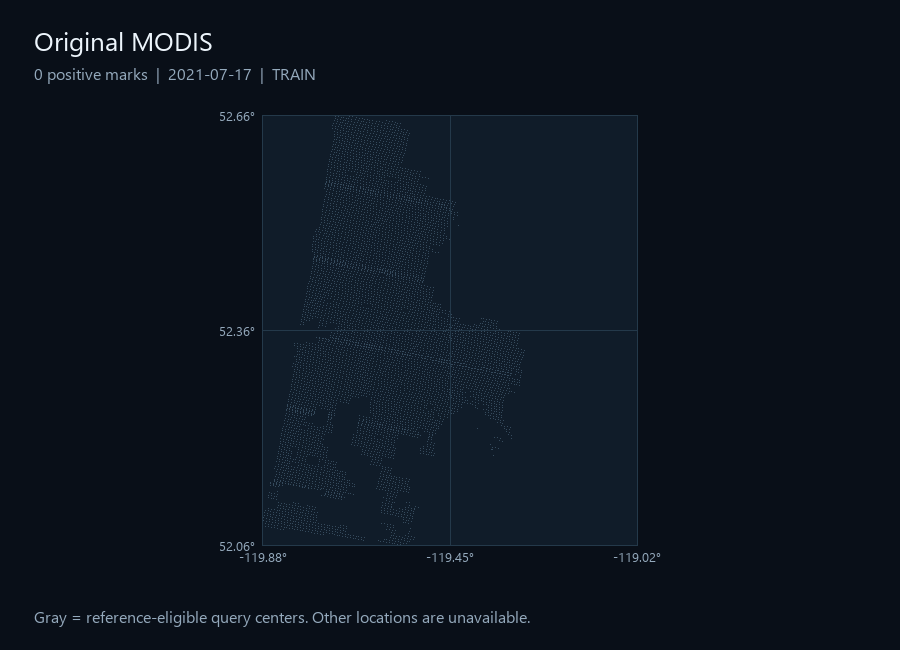 Original MODIS
0 positive marks | 2021-07-17 | TRAIN
52.66°
52.36°
52.06°
-119.88° -119.45° -119.02°
Gray = reference-eligible query centers. Other locations are unavailable.